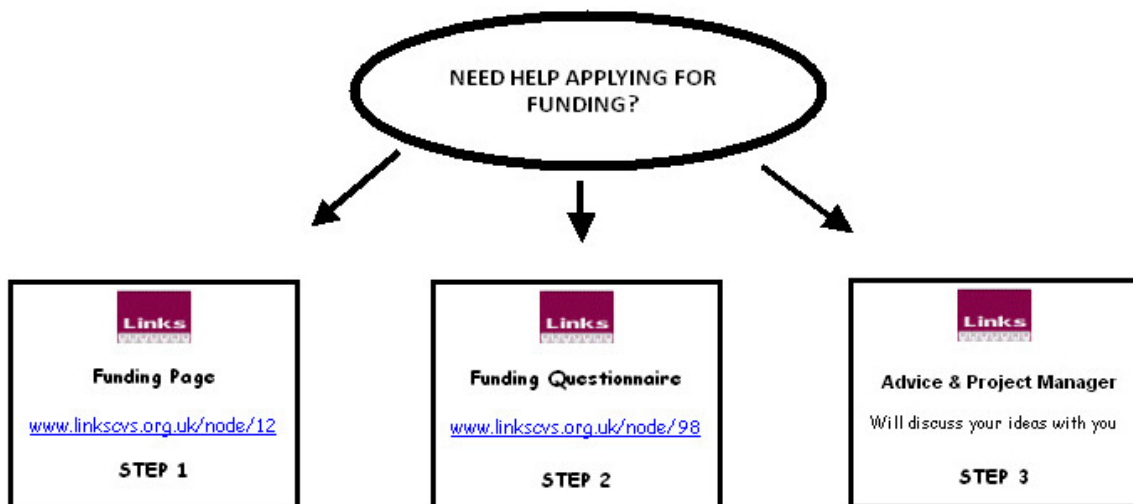 NEED HELP APPLYING FOR
FUNDING?
Links
Funding Page
www.linkscvs.org.uk/node/12
STEP 1
Links
Funding Questionnaire
www.linkscvs.org.uk/node/98
STEP 2
Links
Advice & Project Manager
Will discuss your ideas with you
STEP 3